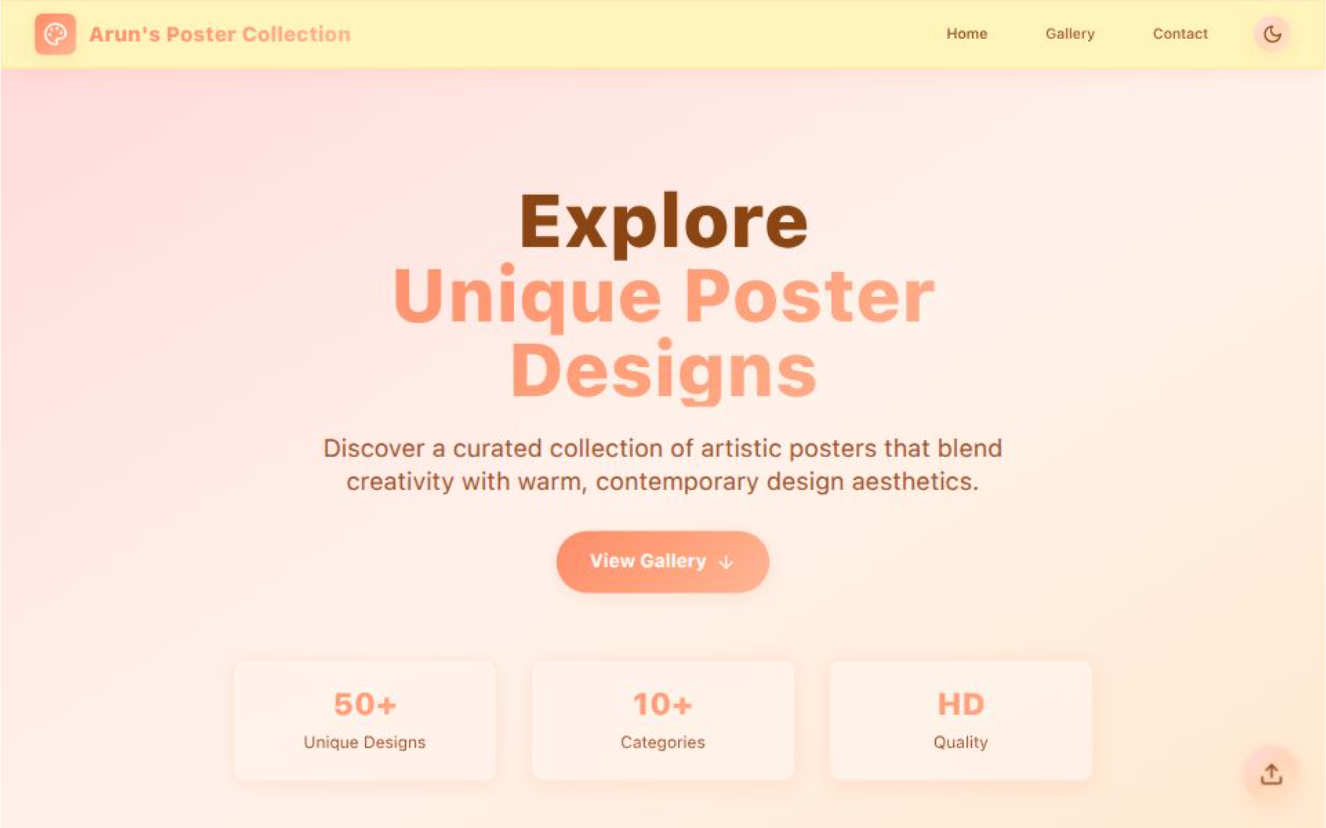 Arun's Poster Collection
Home
Gallery
Contact
Explore
Unique Poster
Designs
Discover a curated collection of artistic posters that blend
creativity with warm, contemporary design aesthetics.
View Gallery ↓
50+
Unique Designs
10+
Categories
HD
Quality